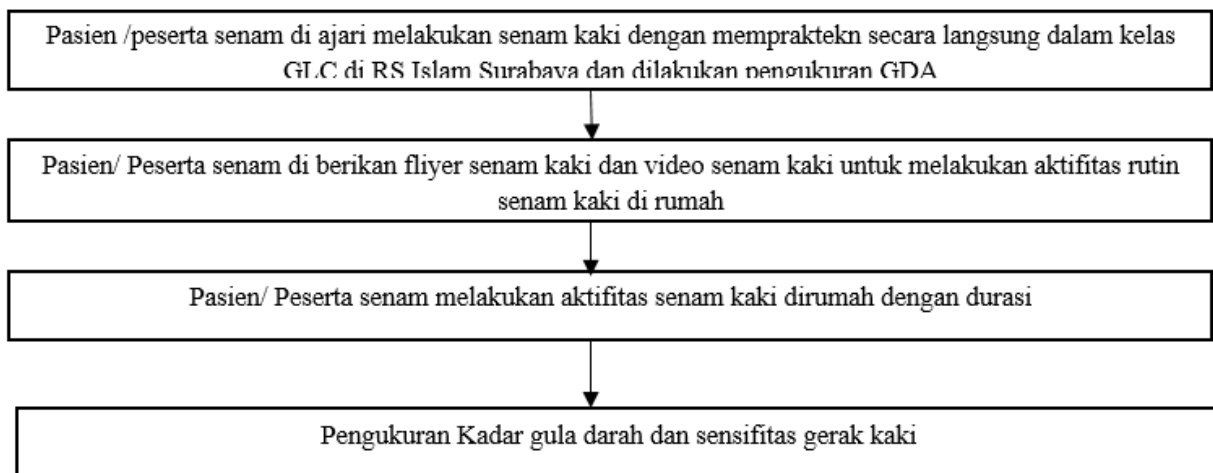 Pasien /peserta senam di ajari melakukan senam kaki dengan mempraktekn secara langsung dalam kelas
GLC di RS Islam Surabaya dan dilakukan pengukuran GDA
Pasien/ Peserta senam di berikan fliyer senam kaki dan video senam kaki untuk melakukan aktifitas rutin
senam kaki di rumah
Pasien/ Peserta senam melakukan aktifitas senam kaki dirumah dengan durasi
Pengukuran Kadar gula darah dan sensifitas gerak kaki